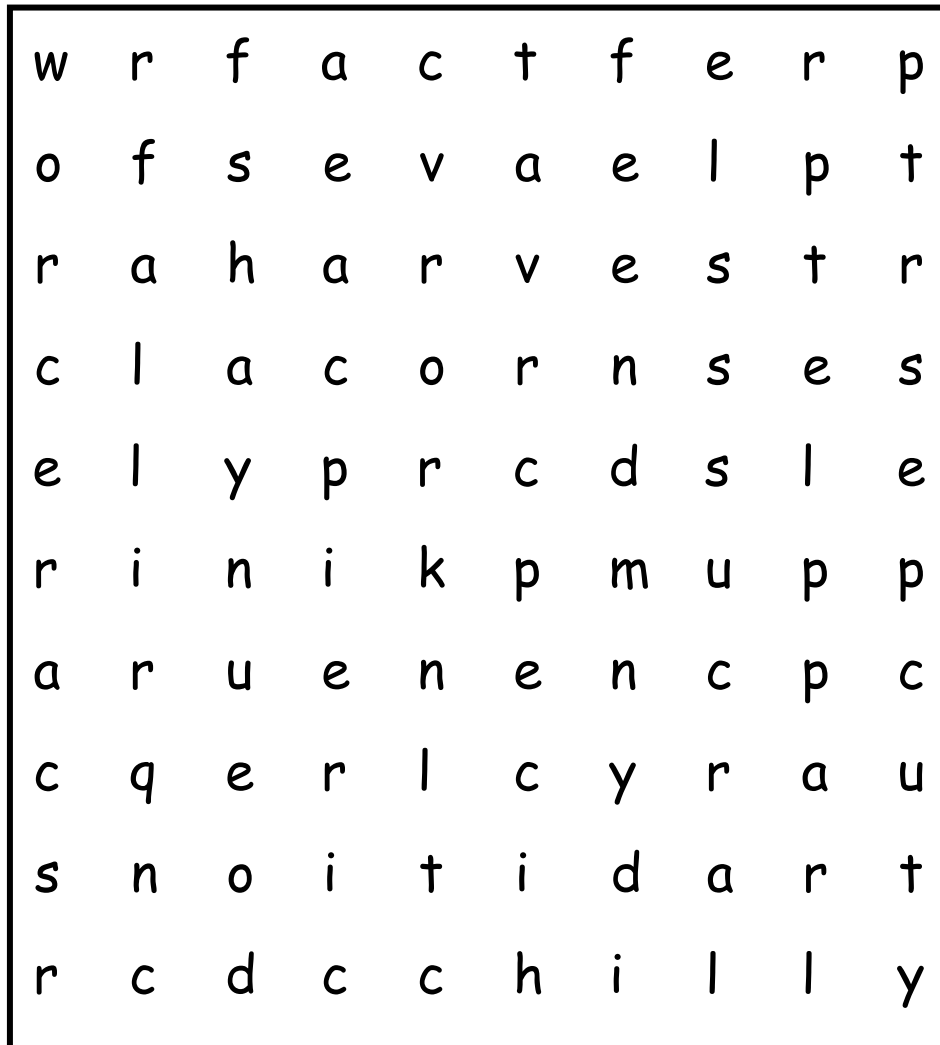 w r f a c t f e r p
o f s e v a e l p t
r a h a r v e s t r
c l a c o r n s e s
e l y p r c d s l e
r i n i k p m u p p
a r u e n e n c p c
c q e r l c y r a u
s n o i t i d a r t
r c d c c h i l l y